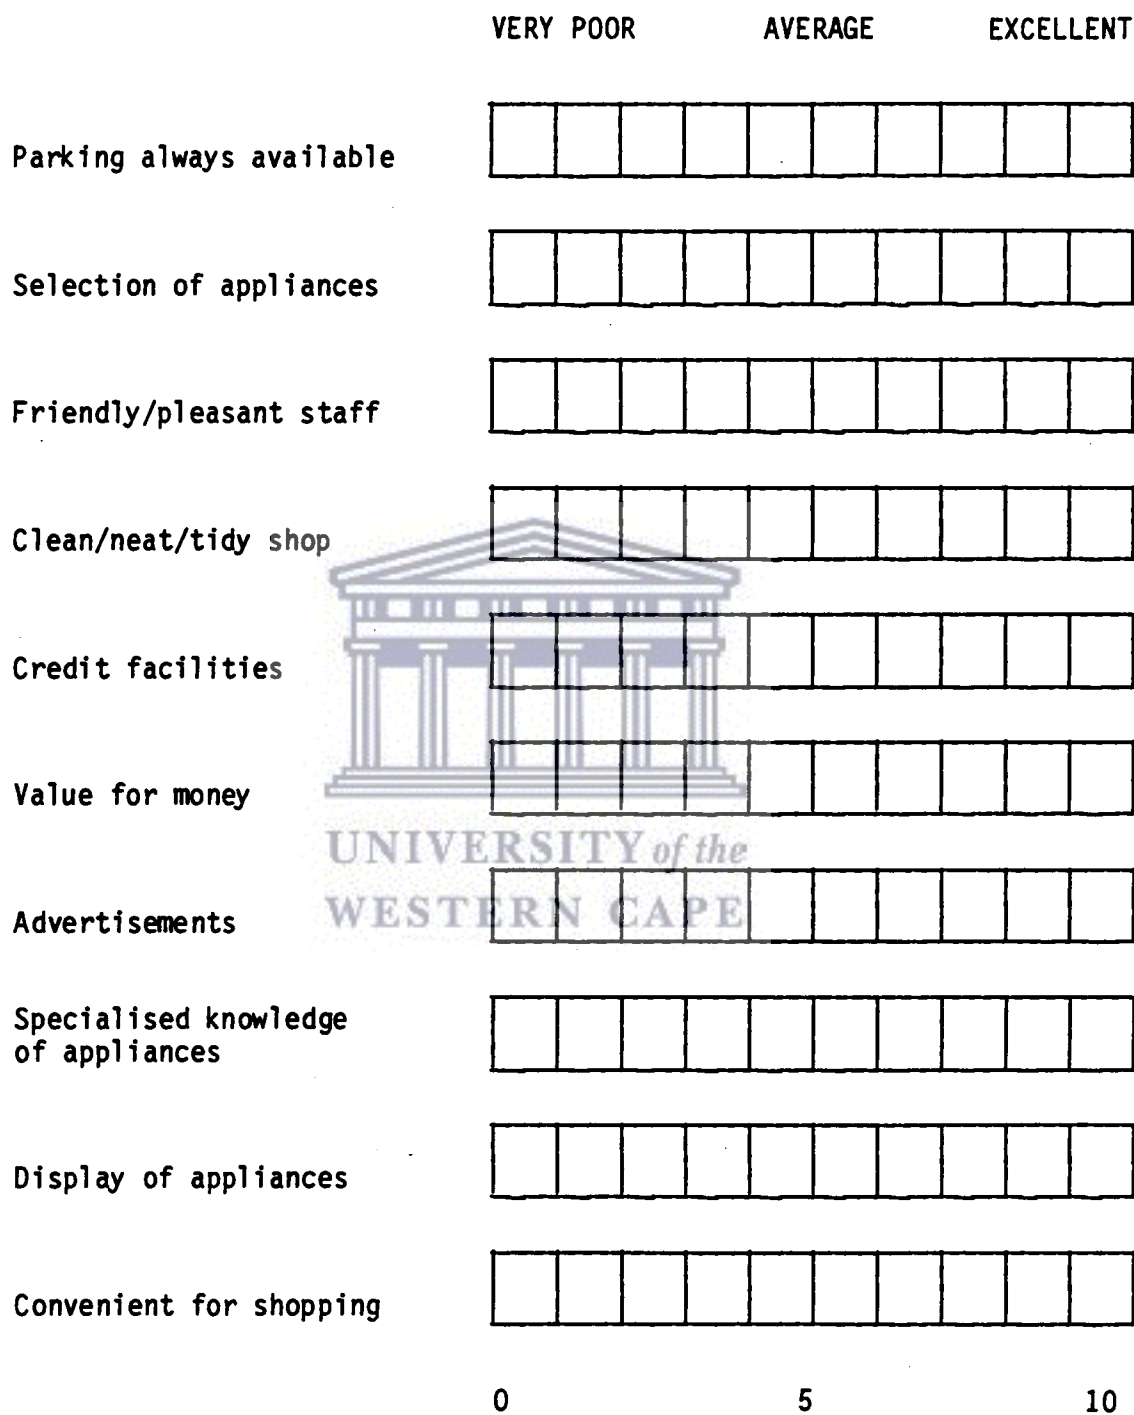 VERY POOR AVERAGE EXCELLENT
Parking always available
Selection of appliances
Friendly/pleasant staff
Clean/neat/tidy shop
Credit facilities
Value for money
UNIVERSITY of the
WESTERN CAPE
Advertisements
Specialised knowledge
of appliances
Display of appliances
Convenient for shopping
0 5 10